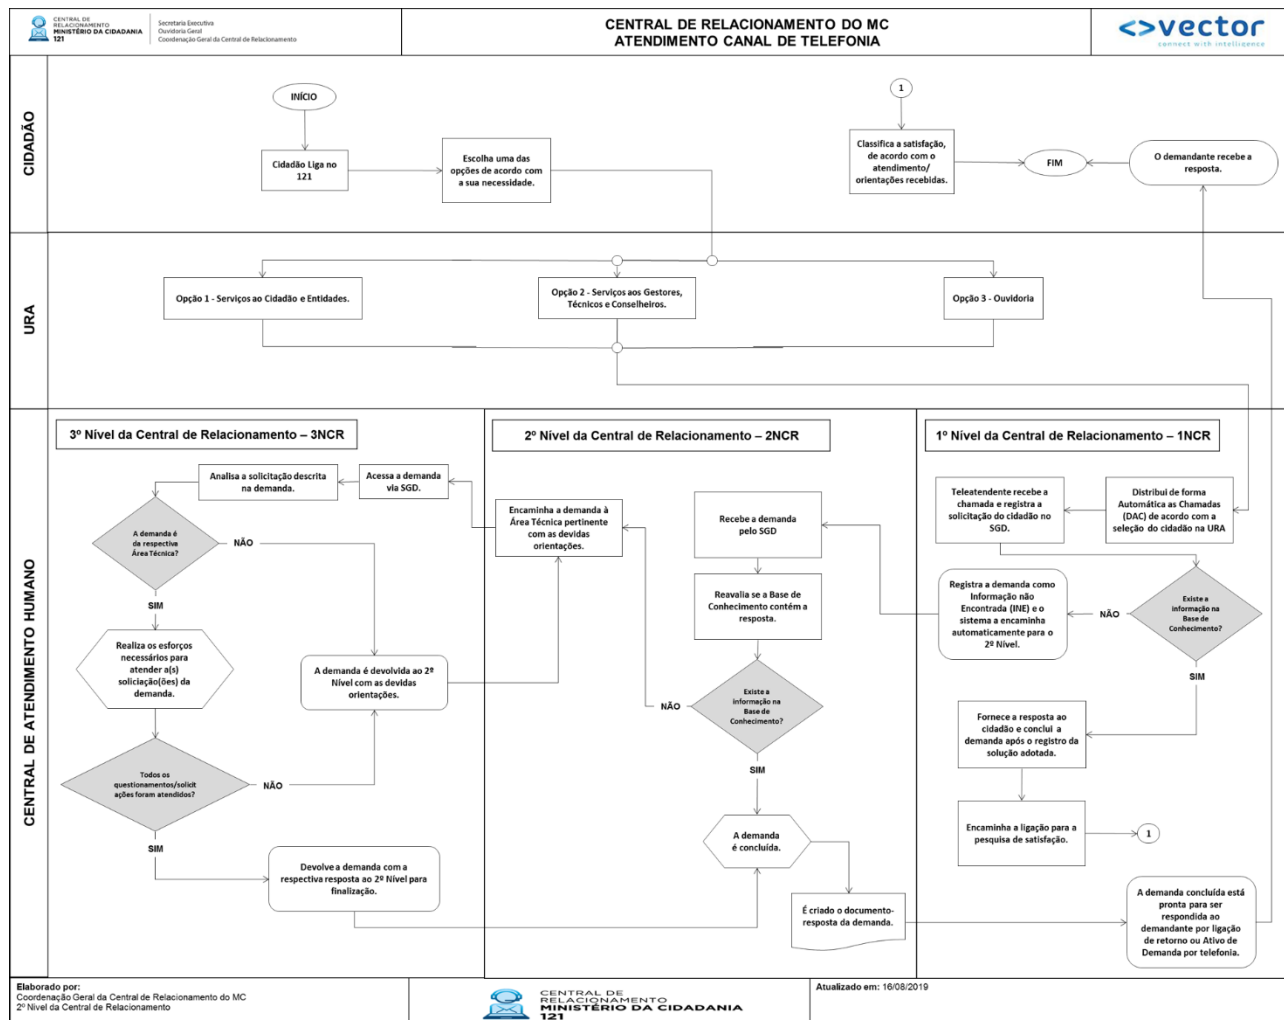 CENTRAL DE
RELACIONAMENTO
MINISTÉRIO DA CIDADANIA
121
Secretaria Executiva
Ouvidoria Geral
Coordenação Geral da Central de Relacionamento
CENTRAL DE RELACIONAMENTO DO MC
ATENDIMENTO CANAL DE TELEFONIA
<>vector
connect with intelligence
CIDADÃO
INÍCIO
Cidadão Liga no
121
Escolha uma das
opções de acordo com
a sua necessidade.
1
Classifica a satisfação,
de acordo com o
atendimento/
orientações recebidas.
FIM
O demandante recebe a
resposta.
URA
Opção 1 - Serviços ao Cidadão e Entidades.
Opção 2 - Serviços aos Gestores,
Técnicos e Conselheiros.
Opção 3 - Ouvidoria
CENTRAL DE ATENDIMENTO HUMANO
3º Nível da Central de Relacionamento – 3NCR
Analisa a solicitação descrita
na demanda.
Acessa a demanda
via SGD.
A demanda é
da respectiva
Área Técnica?
NÃO
SIM
Realiza os esforços
necessários para
atender a(s)
soliciação(ões) da
demanda.
A demanda é devolvida ao 2º
Nível com as devidas
orientações.
Todos os
questionamentos/solicit
ações foram atendidos?
NÃO
SIM
Devolve a demanda com a
respectiva resposta ao 2º Nível para
finalização.
2º Nível da Central de Relacionamento – 2NCR
Encaminha a demanda à
Área Técnica pertinente
com as devidas
orientações.
Recebe a demanda
pelo SGD
Reavalia se a Base de
Conhecimento contém a
resposta.
Existe a
informação na
Base de
Conhecimento?
NÃO
SIM
A demanda
é concluída.
É criado o documento-
resposta da demanda.
1º Nível da Central de Relacionamento – 1NCR
Teleatendente recebe a
chamada e registra a
solicitação do cidadão no
SGD.
Distribui de forma
Automática as Chamadas
(DAC) de acordo com a
seleção do cidadão na URA
Registra a demanda como
Informação não
Encontrada (INE) e o
sistema a encaminha
automaticamente para o
2º Nível.
NÃO
Existe a
informação na
Base de
Conhecimento?
SIM
Fornece a resposta ao
cidadão e conclui a
demanda após o registro da
solução adotada.
Encaminha a ligação para a
pesquisa de satisfação.
1
A demanda concluída está
pronta para ser
respondida ao
demandante por ligação
de retorno ou Ativo de
Demanda por telefonia.
Elaborado por:
Coordenação Geral da Central de Relacionamento do MC
2º Nível da Central de Relacionamento
CENTRAL DE
RELACIONAMENTO
MINISTÉRIO DA CIDADANIA
121
Atualizado em: 16/08/2019